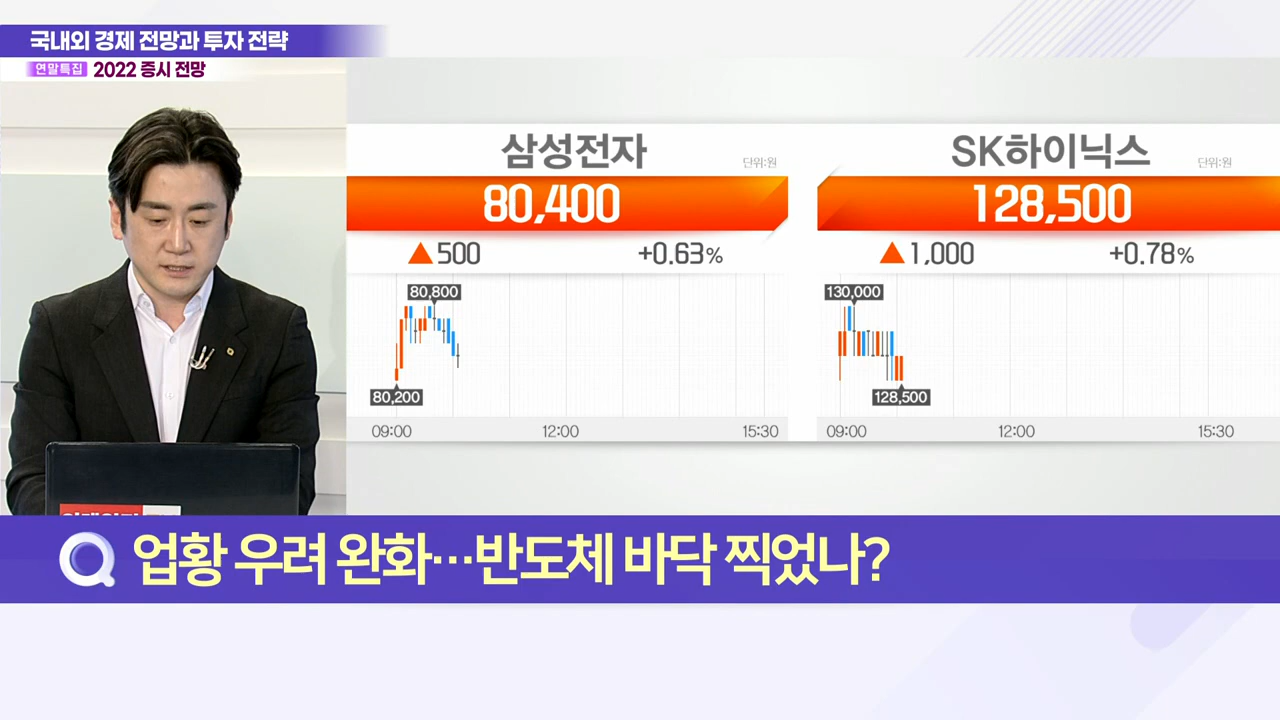 국내외 경제 전망과 투자 전략
연말특집 2022 증시 전망
삼성전자 단위:원
80,400
▲500 +0.63%
80,800
80,200
09:00 12:00 15:30
SK하이닉스 단위:원
128,500
▲1,000 +0.78%
130,000
128,500
09:00 12:00 15:30
Q 업황 우려 완화…반도체 바닥 찍었나?